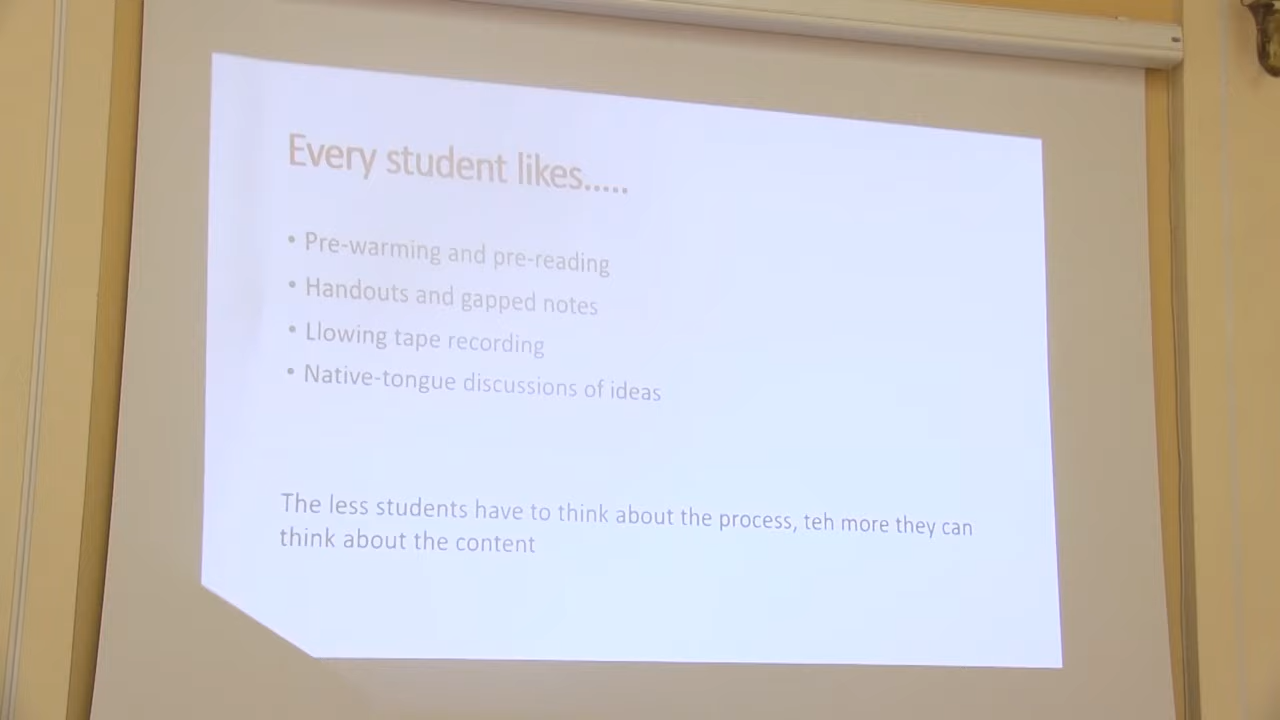 Every student likes.....
• Pre-warming and pre-reading
• Handouts and gapped notes
• Llowing tape recording
• Native-tongue discussions of ideas
The less students have to think about the process, teh more they can
think about the content